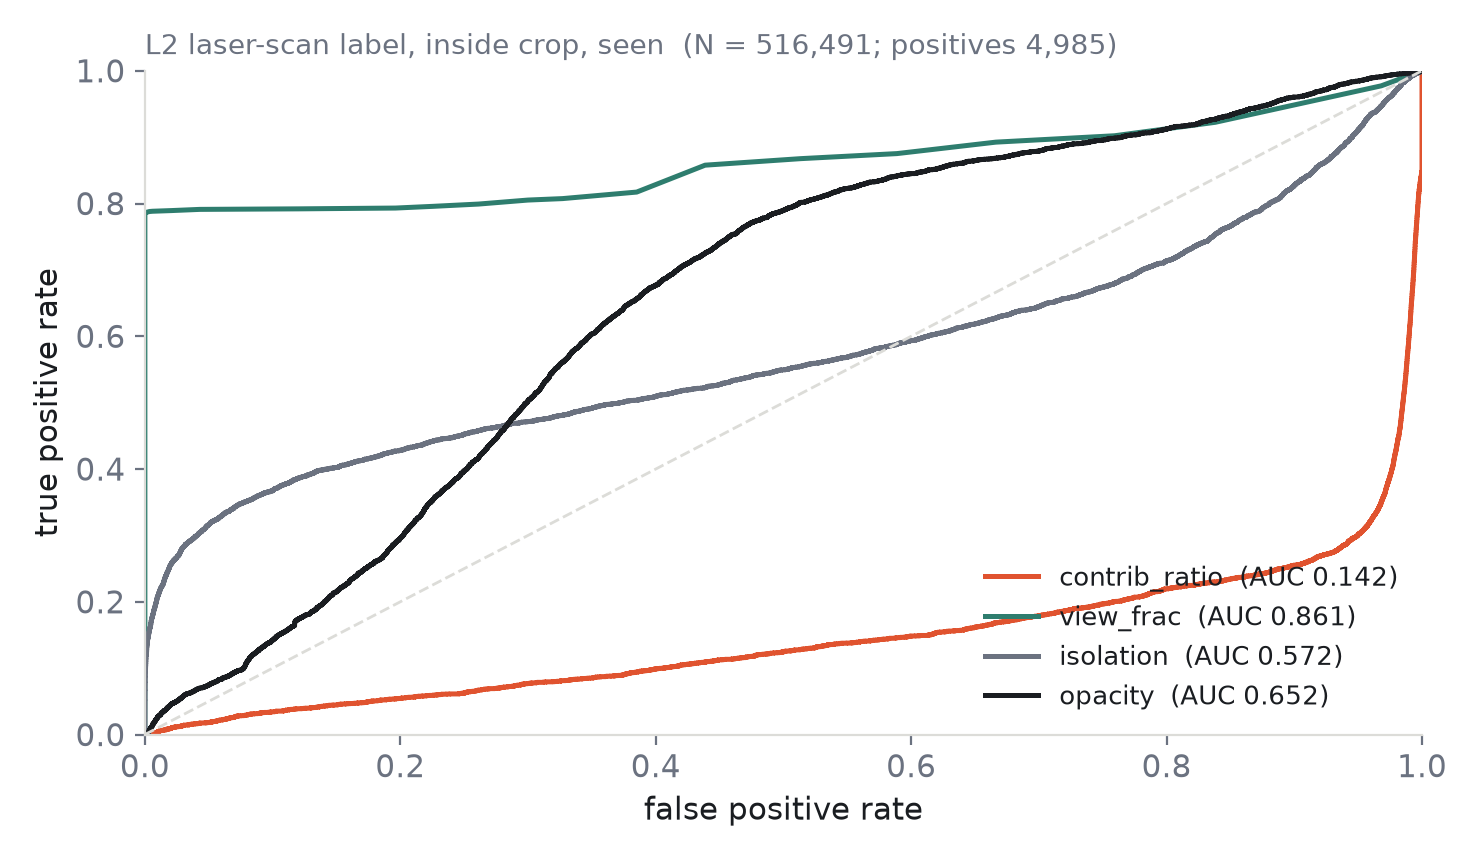 L2 laser-scan label, inside crop, seen  (N = 516,491; positives 4,985)
1.0
0.8
0.6
0.4
0.2
0.0
true positive rate
contrib_ratio  (AUC 0.142)
view_frac  (AUC 0.861)
isolation  (AUC 0.572)
opacity  (AUC 0.652)
0.0 0.2 0.4 0.6 0.8 1.0
false positive rate